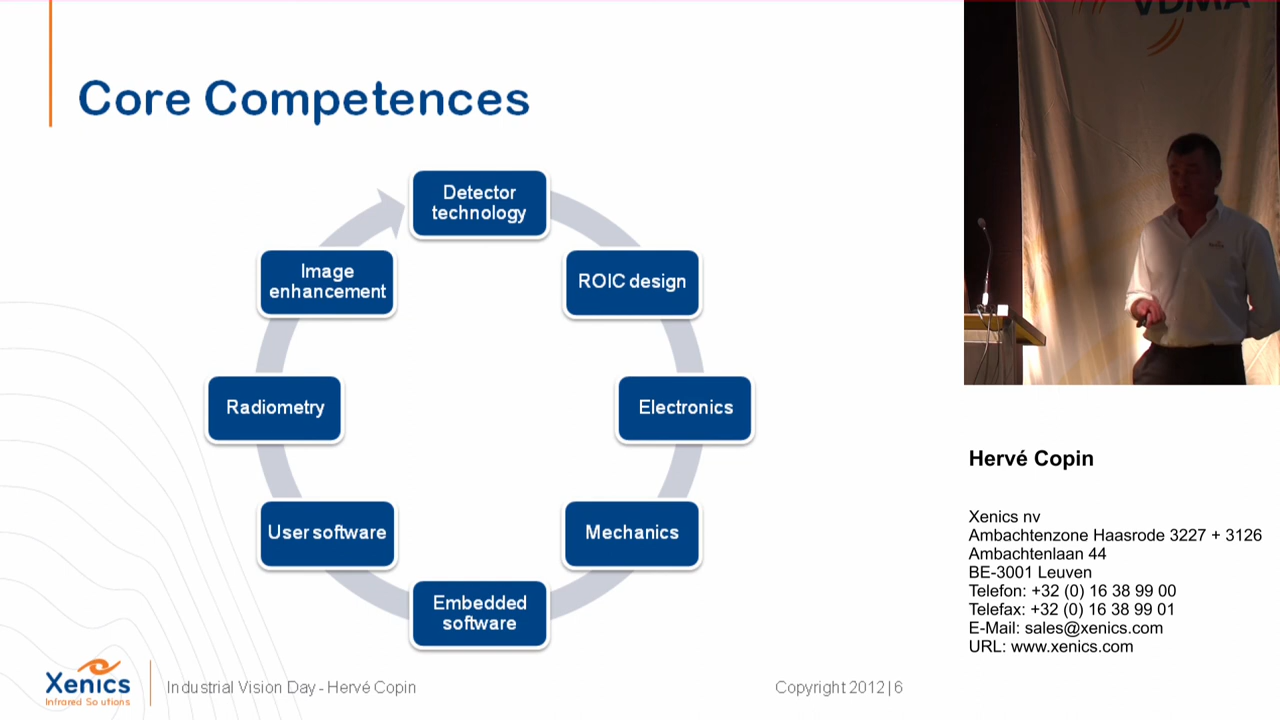 Core Competences
Detector
technology
ROIC design
Electronics
Mechanics
Embedded
software
User software
Radiometry
Image
enhancement
Xenics
Infrared Solutions
Industrial Vision Day - Hervé Copin
Copyright 2012 | 6
VDMA
Hervé Copin
Xenics nv
Ambachtenzone Haasrode 3227 + 3126
Ambachtenlaan 44
BE-3001 Leuven
Telefon: +32 (0) 16 38 99 00
Telefax: +32 (0) 16 38 99 01
E-Mail: sales@xenics.com
URL: www.xenics.com